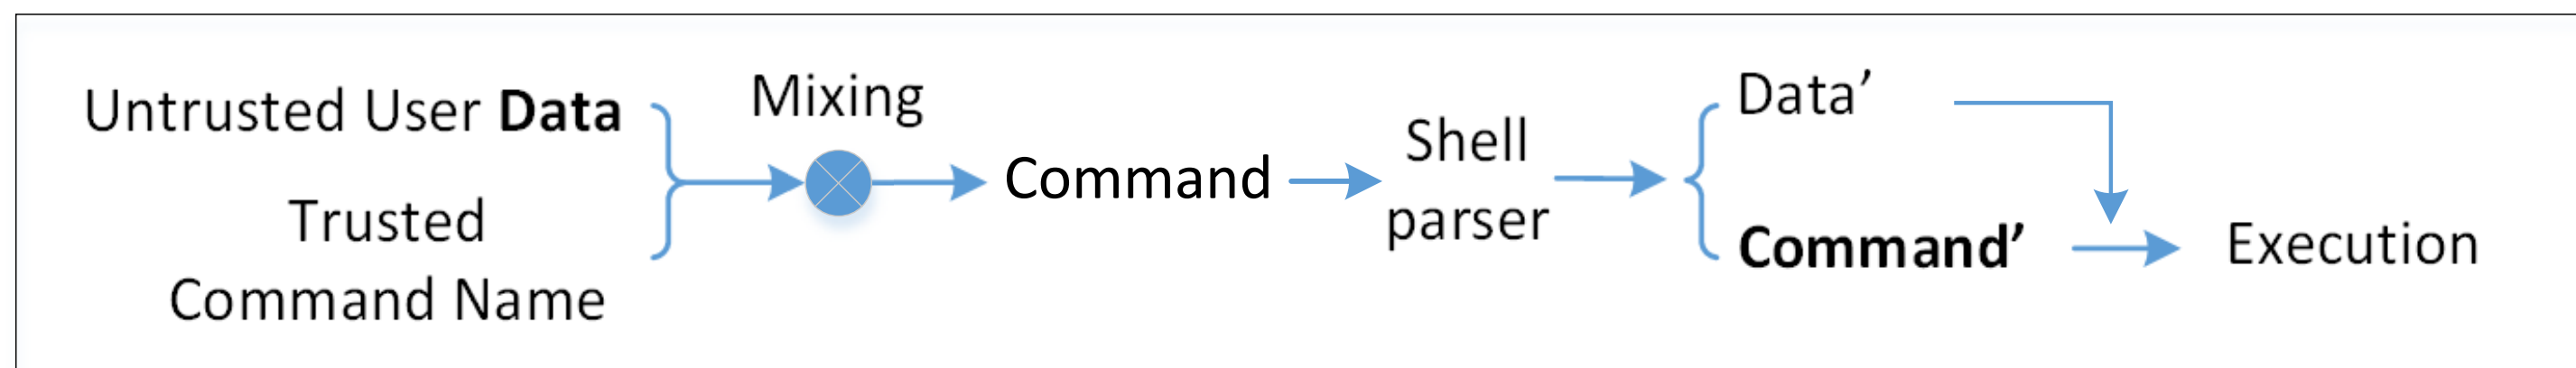 Untrusted User Data
Trusted
Command Name
Mixing
Command
Shell
parser
Data’
Command’
Execution